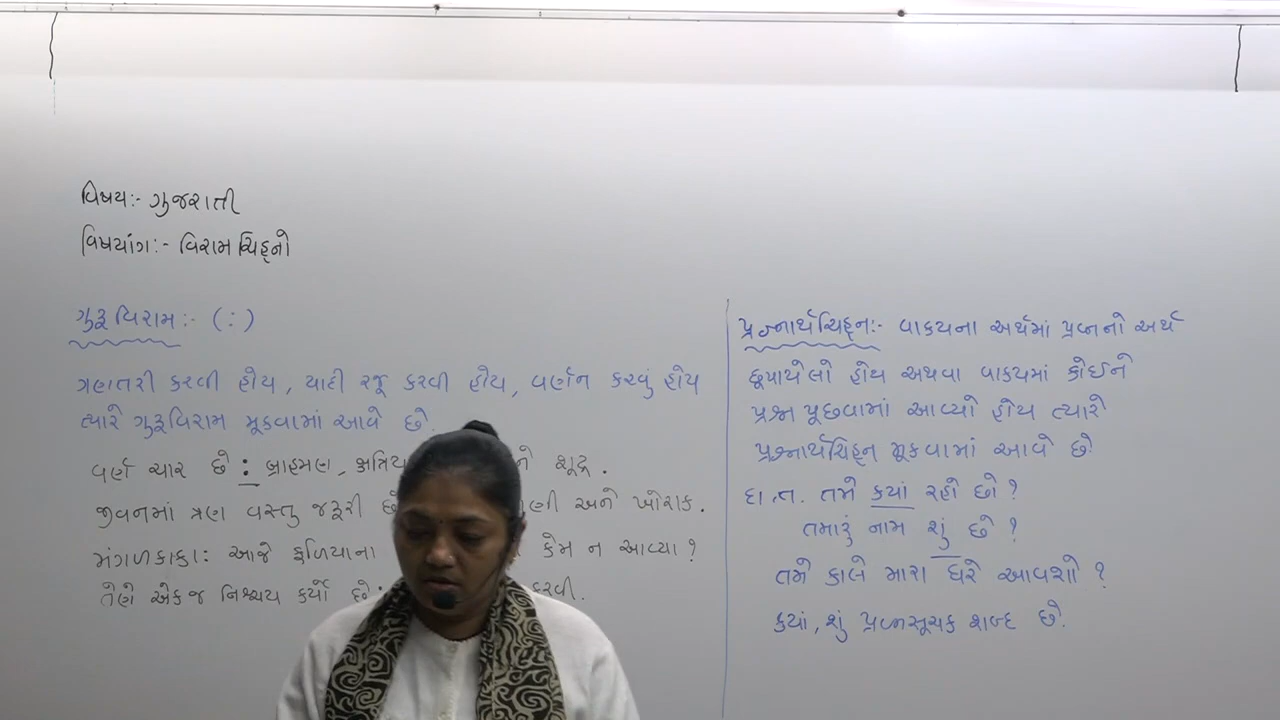 વિષય:- ગુજરાતી
વિષયાંગ:- વિરામચિહ્નો
ગુરૂવિરામ:- (:)
ગણતરી કરવી હોય, યાદી રજૂ કરવી હોય, વર્ણન કરવું હોય
ત્યારે ગુરૂવિરામ મૂકવામાં આવે છે.
વર્ણ ચાર છે : બ્રાહ્મણ, શૂદ્ર.
જીવનમાં ત્રણ વસ્તુ જરૂરી અને ખોરાક.
મંગળકાકા: આજે ફળિયાના કેમ ન આવ્યા?
તેણે એક જ નિશ્ચય કર્યો છે: કરવી.
પ્રશ્નાર્થચિહ્ન:- વાક્યના અર્થમાં પ્રશ્નનો અર્થ
છૂપાયેલો હોય અથવા વાક્યમાં કોઈને
પ્રશ્ન પૂછવામાં આવ્યો હોય ત્યારે
પ્રશ્નાર્થચિહ્ન મૂકવામાં આવે છે.
દા.ત. તમે ક્યાં રહો છો?
તમારું નામ શું છે?
તમે કાલે મારા ઘરે આવશો?
ક્યાં, શું પ્રશ્નસૂચક શબ્દ છે.